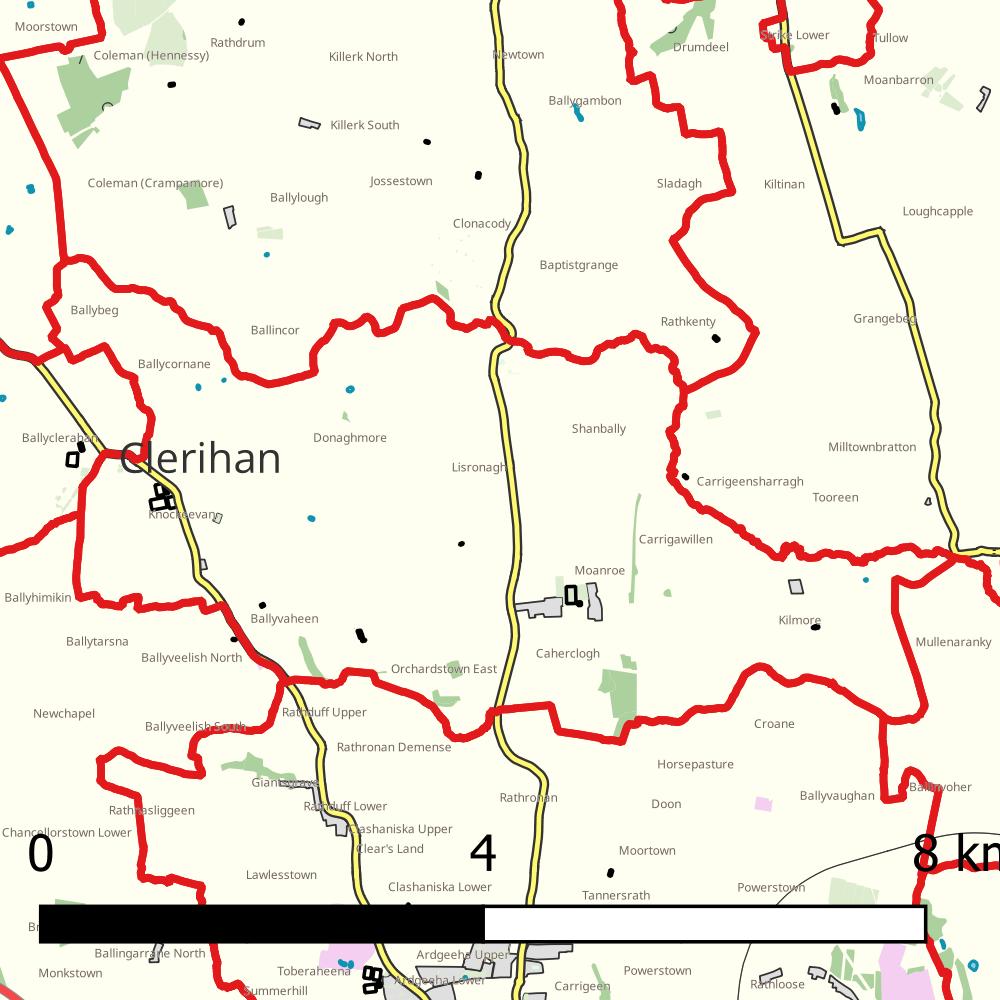 Moorstown
Rathdrum
Coleman (Hennessy)
Killerk North
Newtown
Drumdeel
Strike Lower
Tullow
Moanbarron
Ballygambon
Killerk South
Coleman (Crampamore)
Ballylough
Jossestown
Sladagh
Kiltinan
Loughcapple
Clonacody
Baptistgrange
Ballybeg
Ballincor
Rathkenty
Grangebeg
Ballycornane
Ballyclerahan
Donaghmore
Shanbally
Milltownbratton
Clerihan
Lisronagh
Carrigeensharragh
Tooreen
Knockeevan
Carrigawillen
Moanroe
Ballyhimikin
Ballyvaheen
Kilmore
Ballytarsna
Mullenaranky
Ballyveelish North
Caherclogh
Orchardstown East
Newchapel
Rathduff Upper
Ballyveelish South
Croane
Rathronan Demense
Horsepasture
Giantsgrave
Rathronan
Doon
Ballyvaughan
Ballinvoher
Rathnasliggeen
Rathduff Lower
Chancellorstown Lower
Clashaniska Upper
Clear's Land
Moortown
0 4 8 km
Lawlesstown
Clashaniska Lower
Tannersrath
Powerstown
Ballingarrane North
Ardgeeha Upper
Monkstown
Toberaheena
Ardgeeha Lower
Powerstown
Rathloose
Summerhill
Carrigeen